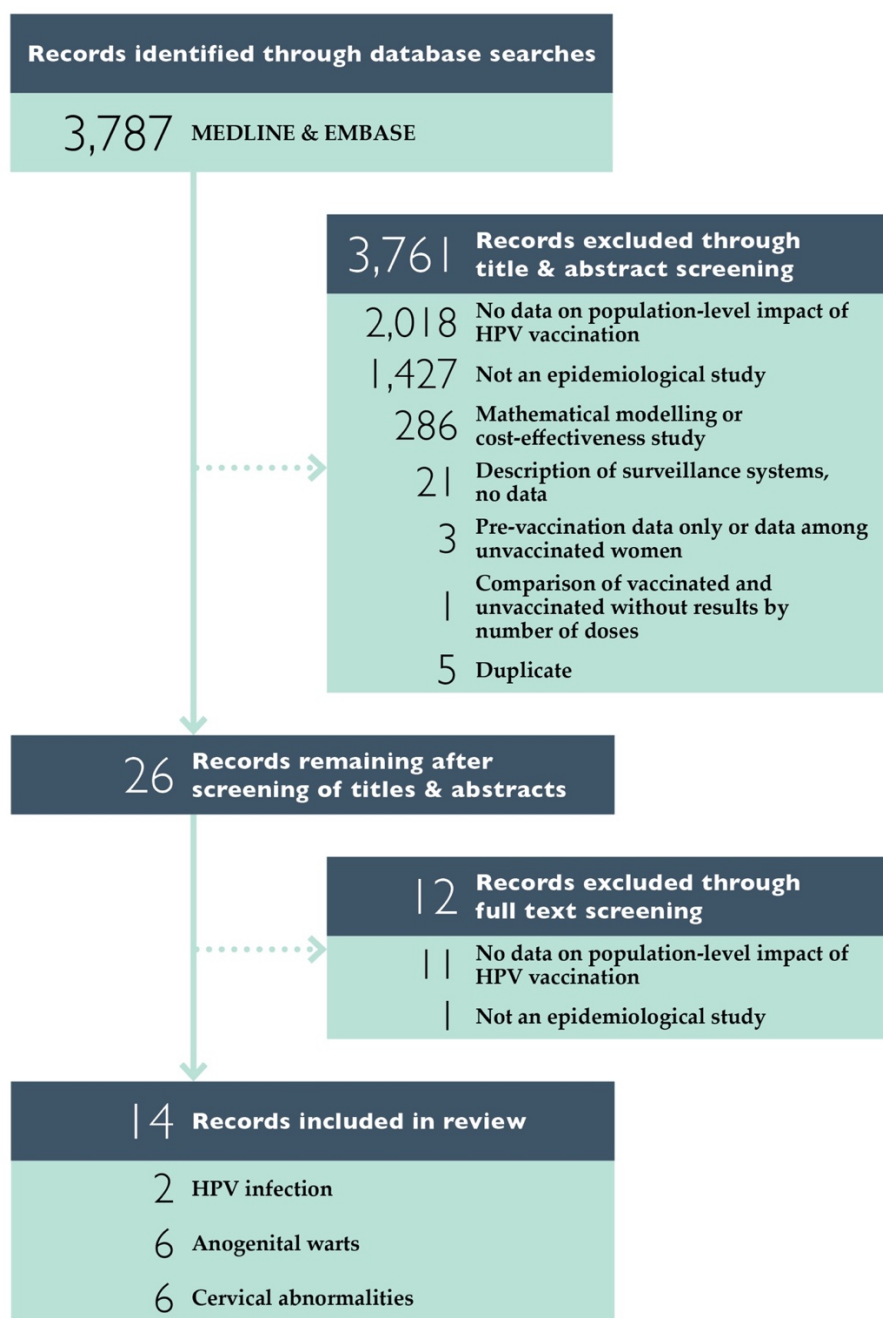 Records identified through database searches
3,787 MEDLINE & EMBASE
3,761 Records excluded through
title & abstract screening
2,018 No data on population-level impact of
HPV vaccination
1,427 Not an epidemiological study
286 Mathematical modelling or
cost-effectiveness study
21 Description of surveillance systems,
no data
3 Pre-vaccination data only or data among
unvaccinated women
1 Comparison of vaccinated and
unvaccinated without results by
number of doses
5 Duplicate
26 Records remaining after
screening of titles & abstracts
12 Records excluded through
full text screening
11 No data on population-level impact of
HPV vaccination
1 Not an epidemiological study
14 Records included in review
2 HPV infection
6 Anogenital warts
6 Cervical abnormalities